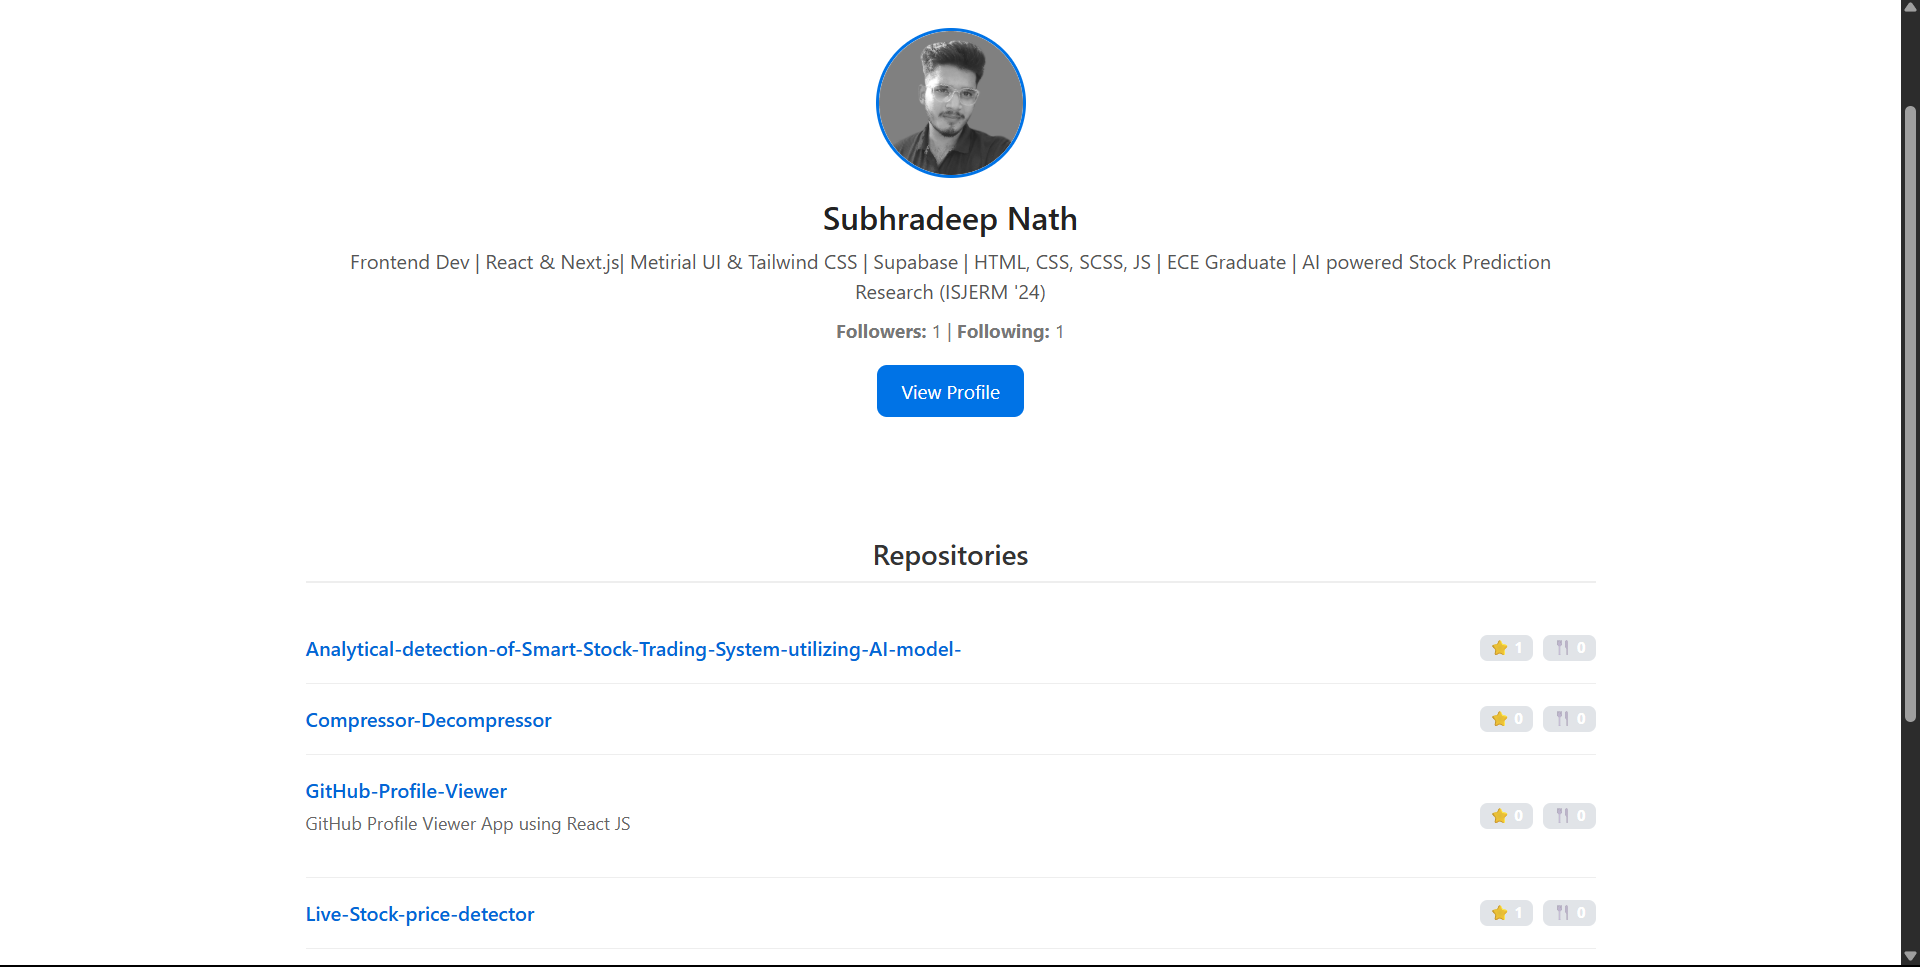 Subhradeep Nath
Frontend Dev | React & Next.js| Metirial UI & Tailwind CSS | Supabase | HTML, CSS, SCSS, JS | ECE Graduate | AI powered Stock Prediction
Research (ISJERM '24)
Followers: 1 | Following: 1
View Profile
Repositories
Analytical-detection-of-Smart-Stock-Trading-System-utilizing-AI-model-
⭐ 1 🍴 0
Compressor-Decompressor
⭐ 0 🍴 0
GitHub-Profile-Viewer
GitHub Profile Viewer App using React JS
⭐ 0 🍴 0
Live-Stock-price-detector
⭐ 1 🍴 0